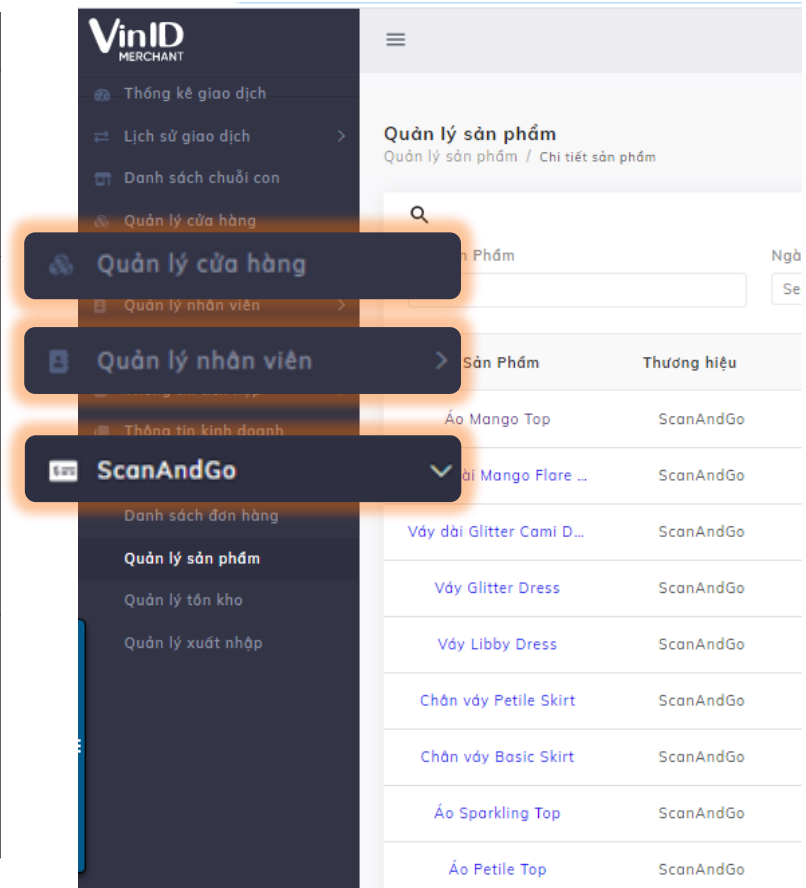 VinID
MERCHANT
Thống kê giao dịch
Lịch sử giao dịch
Danh sách chuỗi con
Quản lý cửa hàng
Quản lý cửa hàng
Quản lý nhân viên
Quản lý nhân viên
Thông tin kinh doanh
ScanAndGo
Danh sách đơn hàng
Quản lý sản phẩm
Quản lý tồn kho
Quản lý xuất nhập
Quản lý sản phẩm
Quản lý sản phẩm / Chi tiết sản phẩm
Phẩm
Sản Phẩm Thương hiệu
Áo Mango Top ScanAndGo
Mango Flare ... ScanAndGo
Váy dài Glitter Cami D... ScanAndGo
Váy Glitter Dress ScanAndGo
Váy Libby Dress ScanAndGo
Chân váy Petile Skirt ScanAndGo
Chân váy Basic Skirt ScanAndGo
Áo Sparkling Top ScanAndGo
Áo Petile Top ScanAndGo